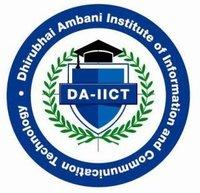 Dhirubhai Ambani Institute of Information and Communication Technology •
DA-IICT